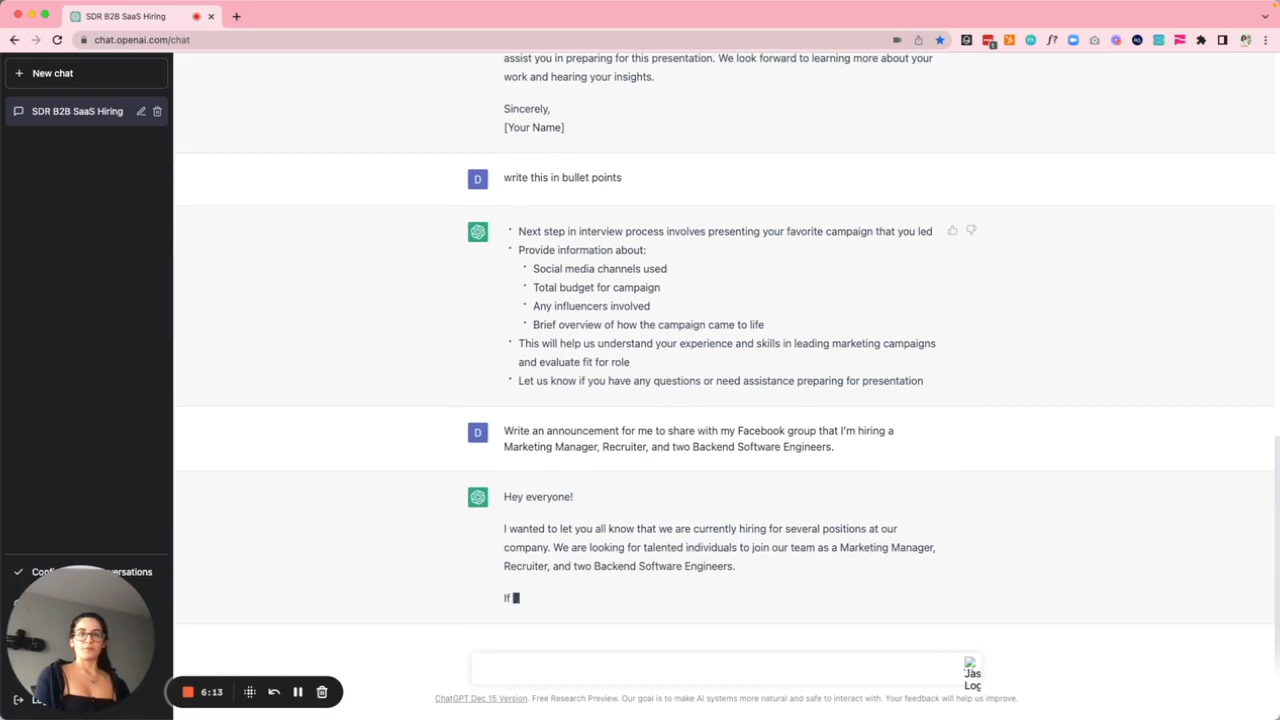 SDR B2B SaaS Hiring
chat.openai.com/chat
New chat
SDR B2B SaaS Hiring
assist you in preparing for this presentation. We look forward to learning more about your
work and hearing your insights.
Sincerely,
[Your Name]
D
write this in bullet points
· Next step in interview process involves presenting your favorite campaign that you led
· Provide information about:
· Social media channels used
· Total budget for campaign
· Any influencers involved
· Brief overview of how the campaign came to life
· This will help us understand your experience and skills in leading marketing campaigns
and evaluate fit for role
· Let us know if you have any questions or need assistance preparing for presentation
D
Write an announcement for me to share with my Facebook group that I'm hiring a
Marketing Manager, Recruiter, and two Backend Software Engineers.
Hey everyone!
I wanted to let you all know that we are currently hiring for several positions at our
company. We are looking for talented individuals to join our team as a Marketing Manager,
Recruiter, and two Backend Software Engineers.
If
6:13
ChatGPT Dec 15 Version. Free Research Preview. Our goal is to make AI systems more natural and safe to interact with. Your feedback will help us improve.